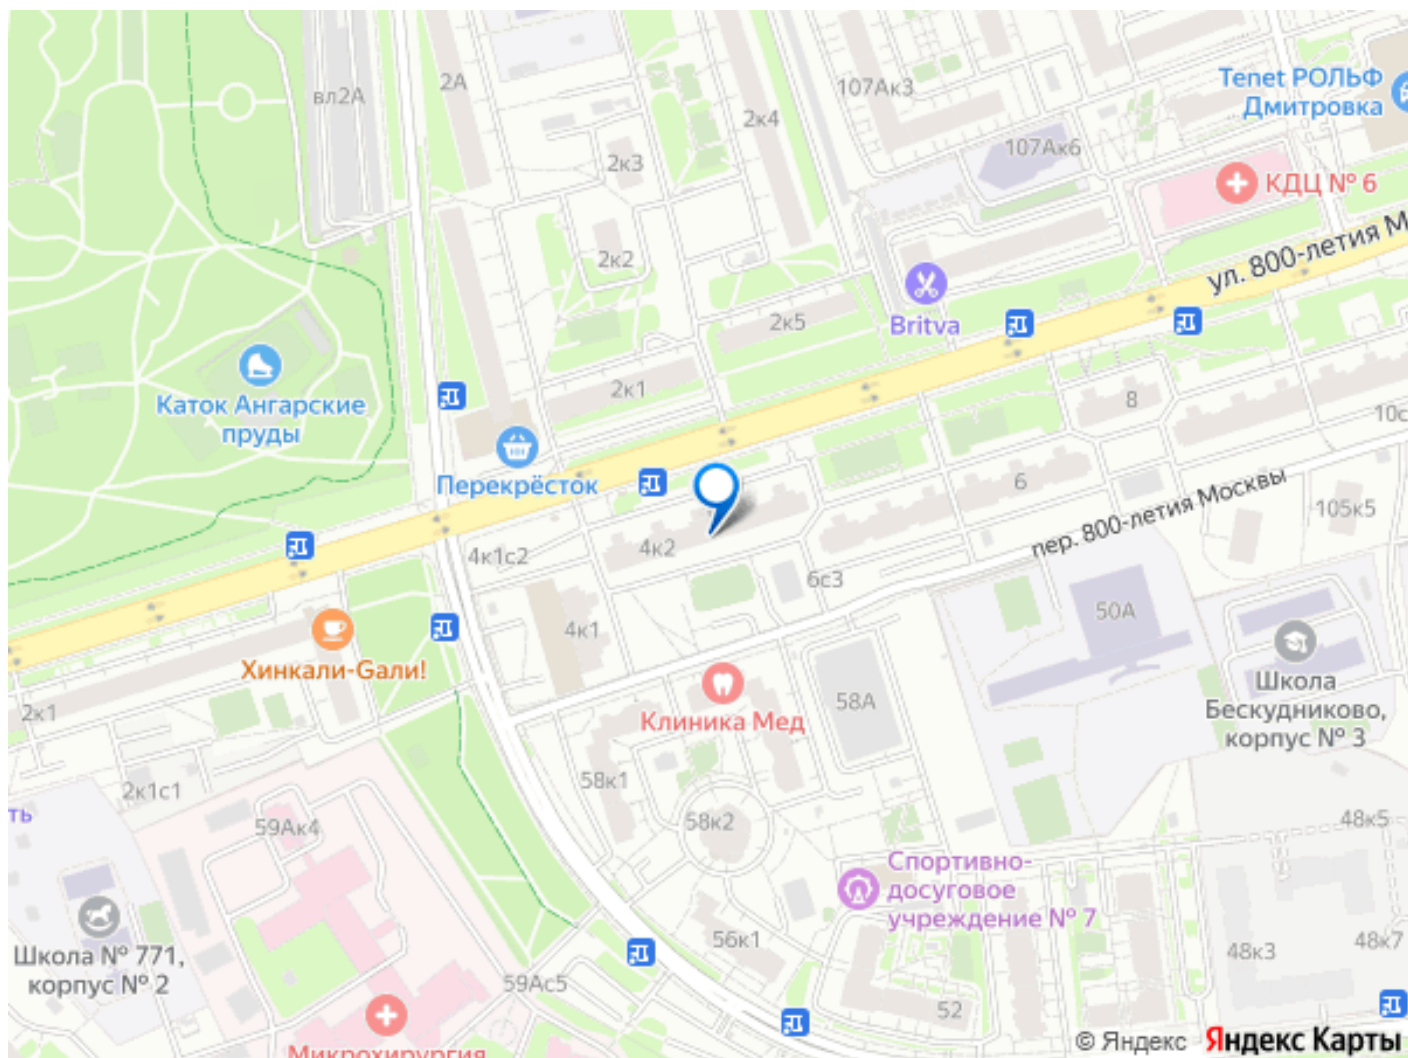 вл2А
2А
107Ак3
Tenet РОЛЬФ
Дмитровка
2к4
107Ак6
2к3
КДЦ № 6
2к2
ул. 800-летия М
2к5
Britva
2к1
Каток Ангарские
пруды
8
10с
Перекрёсток
6
пер. 800-летия Москвы
105к5
4к1с2
4к2
6с3
50А
4к1
Хинкали-Gали!
Школа
Бескудниково,
корпус № 3
2к1
Клиника Мед
58А
58к1
2к1с1
ть
59Ак4
58к2
48к5
Спортивно-
досуговое
учреждение № 7
56к1
48к3
48к7
Школа № 771,
корпус № 2
59Ас5
52
Микрохирургия
© Яндекс Яндекс Карты